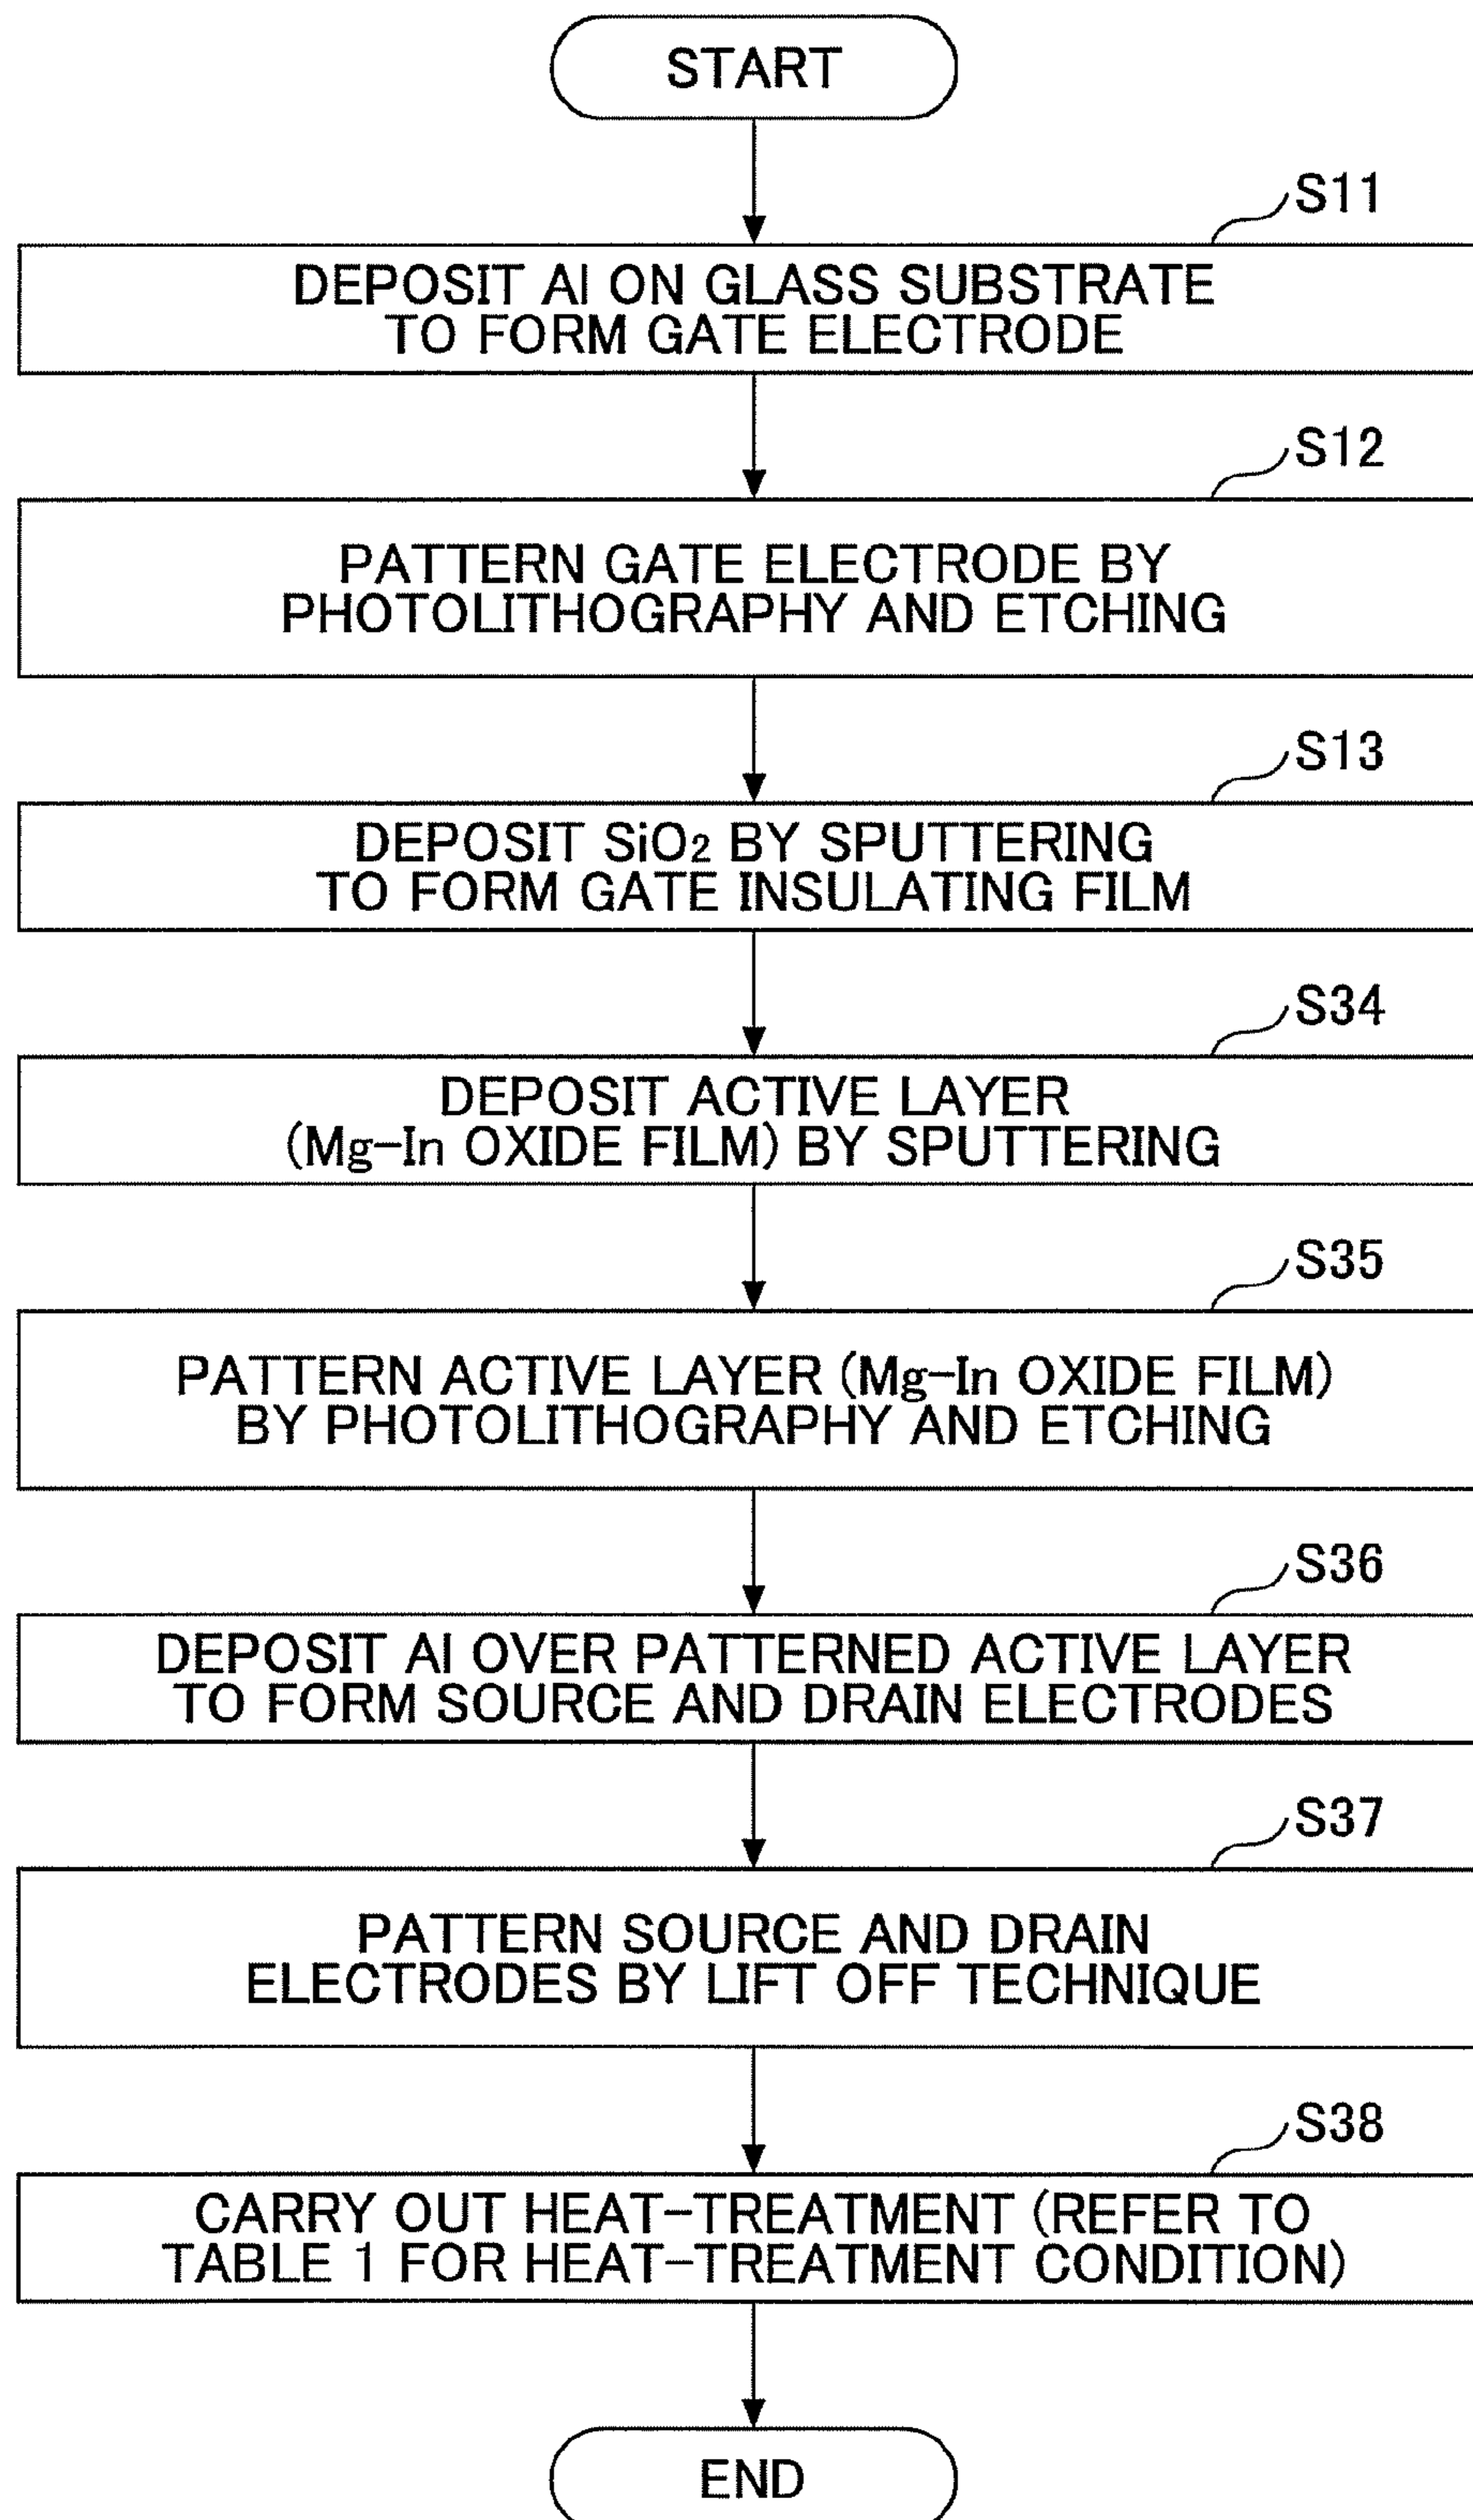 START
S11
DEPOSIT Al ON GLASS SUBSTRATE
TO FORM GATE ELECTRODE
S12
PATTERN GATE ELECTRODE BY
PHOTOLITHOGRAPHY AND ETCHING
S13
DEPOSIT SiO₂ BY SPUTTERING
TO FORM GATE INSULATING FILM
S34
DEPOSIT ACTIVE LAYER
(Mg-In OXIDE FILM) BY SPUTTERING
S35
PATTERN ACTIVE LAYER (Mg-In OXIDE FILM)
BY PHOTOLITHOGRAPHY AND ETCHING
S36
DEPOSIT Al OVER PATTERNED ACTIVE LAYER
TO FORM SOURCE AND DRAIN ELECTRODES
S37
PATTERN SOURCE AND DRAIN
ELECTRODES BY LIFT OFF TECHNIQUE
S38
CARRY OUT HEAT-TREATMENT (REFER TO
TABLE 1 FOR HEAT-TREATMENT CONDITION)
END